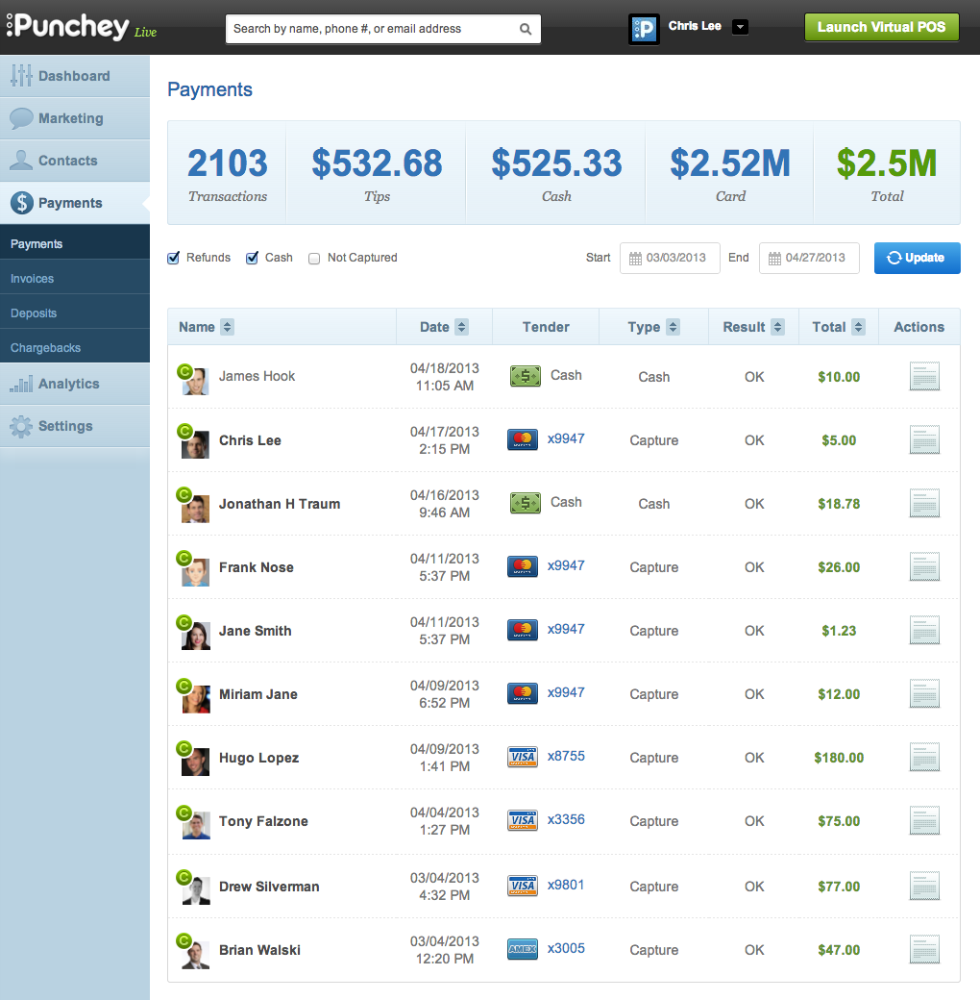 :Punchey Live
Search by name, phone #, or email address
Chris Lee
Launch Virtual POS
Dashboard
Marketing
Contacts
Payments
Payments
Invoices
Deposits
Chargebacks
Analytics
Settings
Payments
2103 $532.68 $525.33 $2.52M $2.5M
Transactions Tips Cash Card Total
Refunds Cash Not Captured Start 03/03/2013 End 04/27/2013 Update
Name Date Tender Type Result Total Actions
C James Hook 04/18/2013 11:05 AM $ Cash Cash OK $10.00
C Chris Lee 04/17/2013 2:15 PM x9947 Capture OK $5.00
C Jonathan H Traum 04/16/2013 9:46 AM $ Cash Cash OK $18.78
C Frank Nose 04/11/2013 5:37 PM x9947 Capture OK $26.00
C Jane Smith 04/11/2013 5:37 PM x9947 Capture OK $1.23
C Miriam Jane 04/09/2013 6:52 PM x9947 Capture OK $12.00
C Hugo Lopez 04/09/2013 1:41 PM VISA x8755 Capture OK $180.00
C Tony Falzone 04/04/2013 1:27 PM VISA x3356 Capture OK $75.00
C Drew Silverman 03/04/2013 4:32 PM VISA x9801 Capture OK $77.00
C Brian Walski 03/04/2013 12:20 PM AMEX x3005 Capture OK $47.00